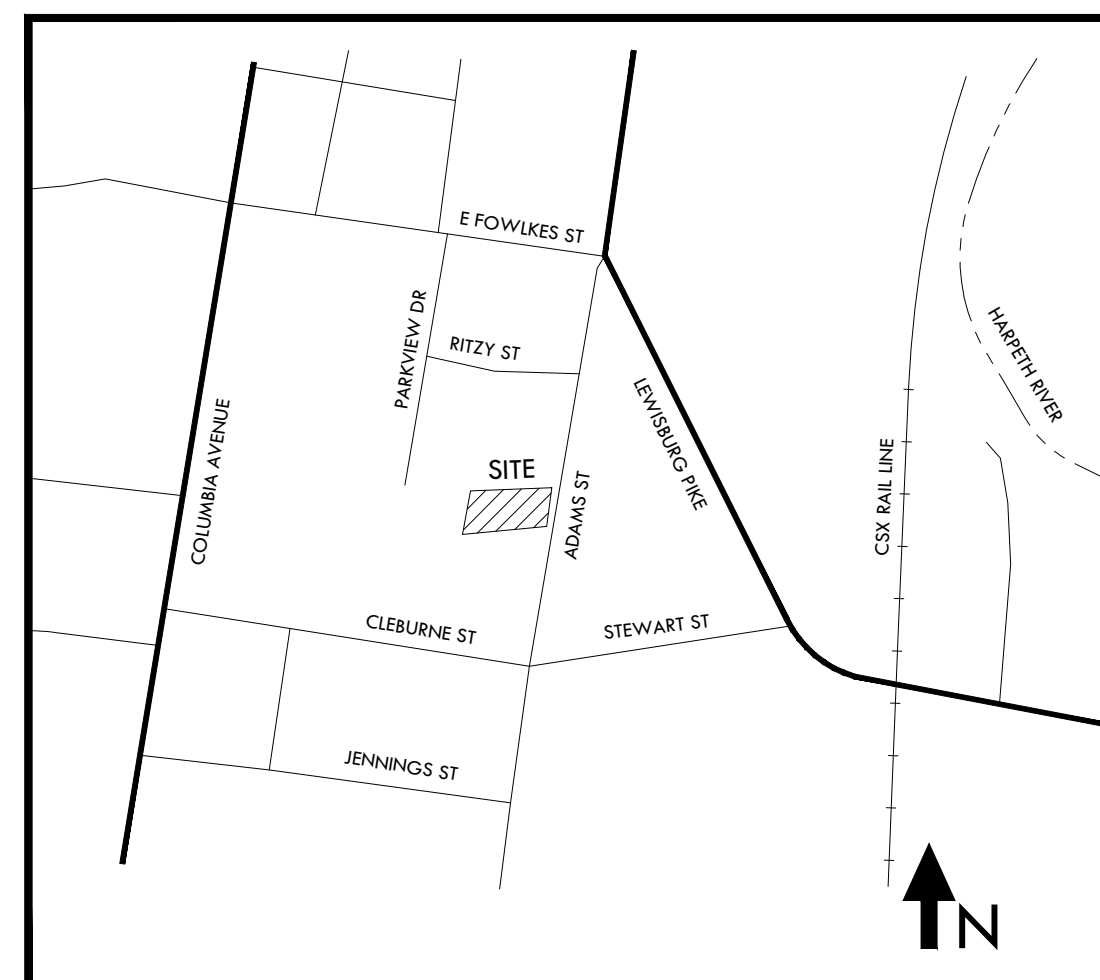 E FOWLKES ST
PARKVIEW DR
RITZY ST
HARPETH RIVER
LEWISBURG PIKE
COLUMBIA AVENUE
SITE
ADAMS ST
CSX RAIL LINE
CLEBURNE ST
STEWART ST
JENNINGS ST
N